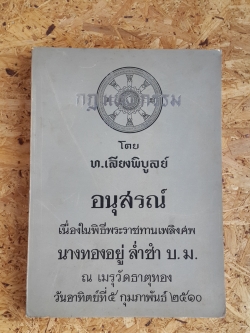 กฎแห่งกรรม
โดย
ท.เลียงพิบูลย์
อนุสรณ์
เนื่องในพิธีพระราชทานเพลิงศพ
นางทองอยู่ ล่ำซำ บ.ม.
ณ เมรุวัดธาตุทอง
วันอาทิตย์ที่๕ กุมภาพันธ์ ๒๕๑๐